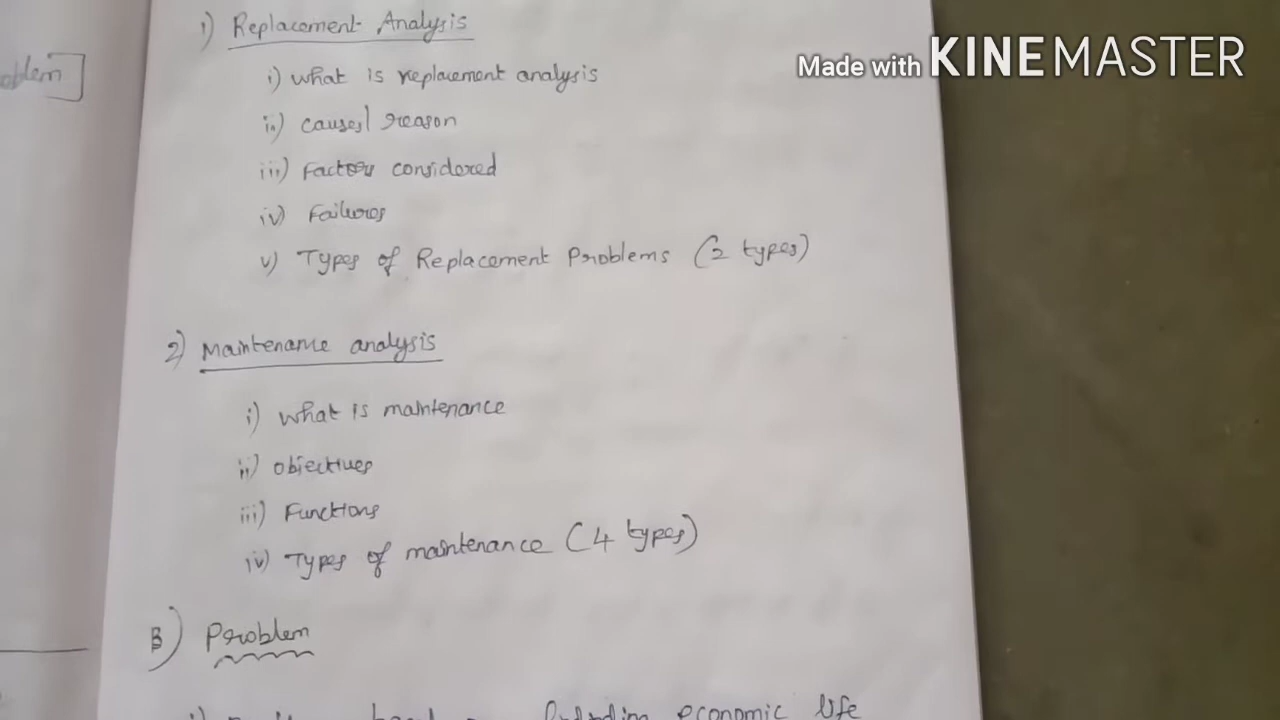 1) Replacement Analysis
Made with KINEMASTER
oblem
i) What is replacement analysis
ii) causes/ reason
iii) Factors considered
iv) Failures
v) Types of Replacement Problems (2 types)
2) Maintenance analysis
i) What is maintenance
ii) objectives
iii) Functions
iv) Types of maintenance (4 types)
B) Problem
economic life